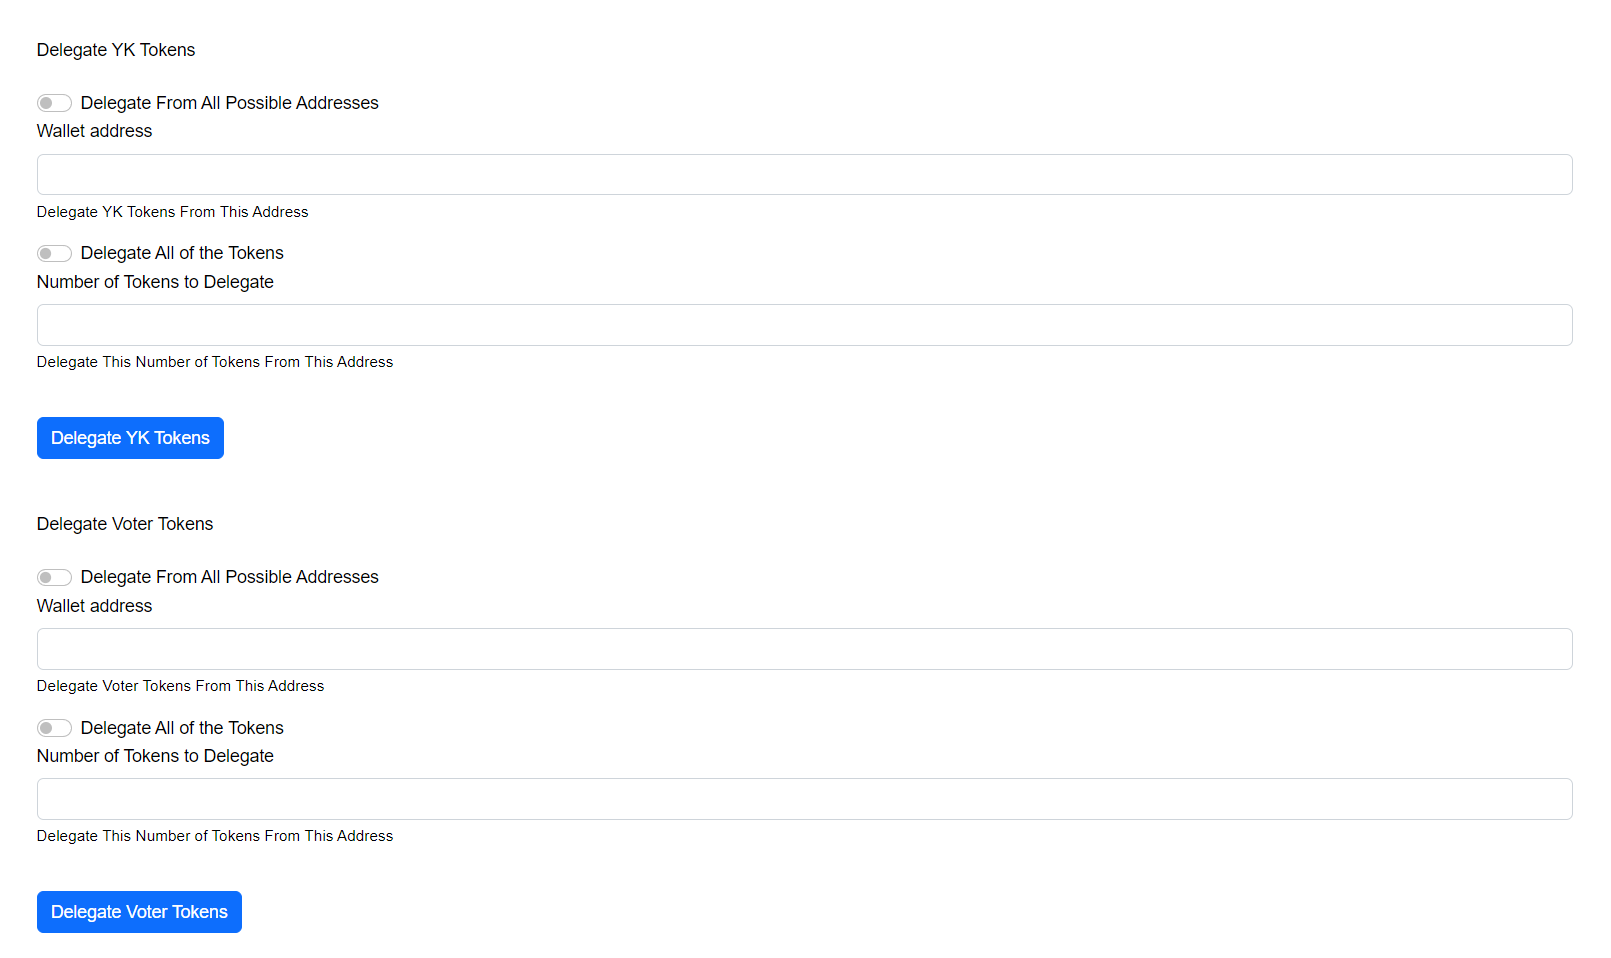 Delegate YK Tokens
Delegate From All Possible Addresses
Wallet address
Delegate YK Tokens From This Address
Delegate All of the Tokens
Number of Tokens to Delegate
Delegate This Number of Tokens From This Address
Delegate YK Tokens
Delegate Voter Tokens
Delegate From All Possible Addresses
Wallet address
Delegate Voter Tokens From This Address
Delegate All of the Tokens
Number of Tokens to Delegate
Delegate This Number of Tokens From This Address
Delegate Voter Tokens